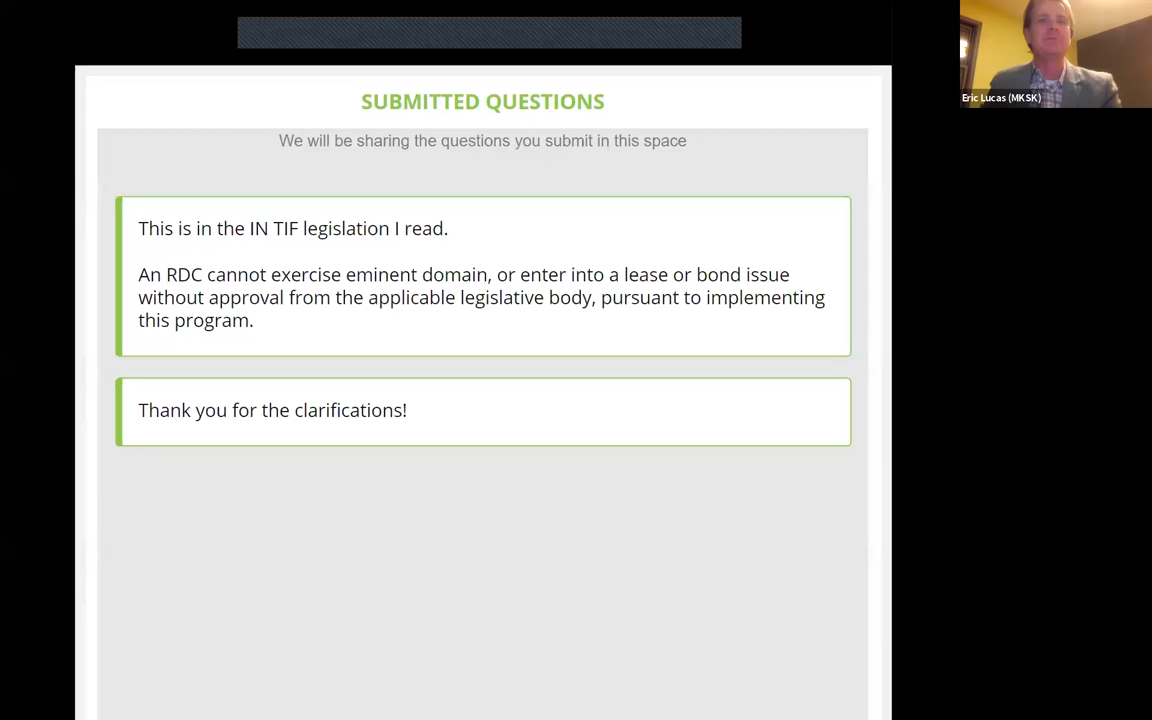 SUBMITTED QUESTIONS
We will be sharing the questions you submit in this space
This is in the IN TIF legislation I read.
An RDC cannot exercise eminent domain, or enter into a lease or bond issue
without approval from the applicable legislative body, pursuant to implementing
this program.
Thank you for the clarifications!
Eric Lucas (MKSK)